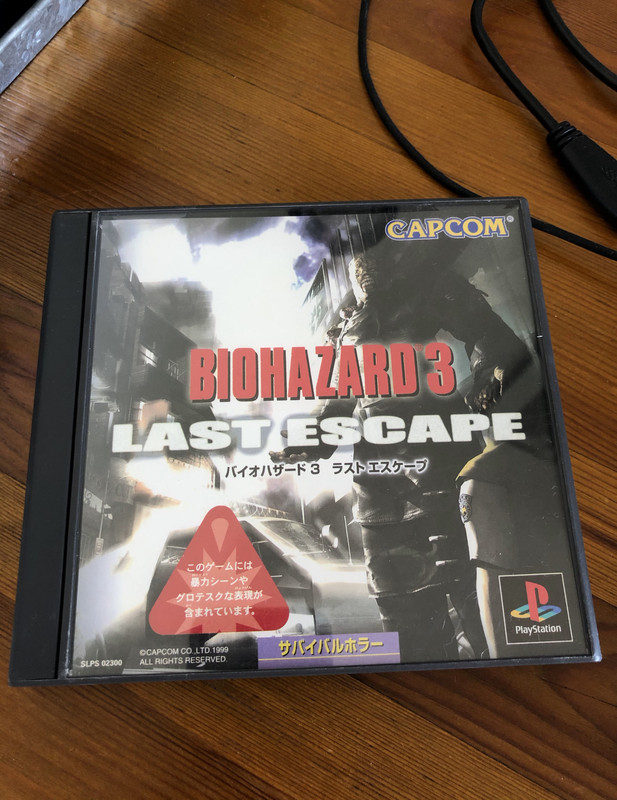 CAPCOM®
BIOHAZARD 3
LAST ESCAPE
バイオハザード3 ラスト エスケープ
このゲームには
暴力シーンや
グロテスクな表現が
含まれています。
©CAPCOM CO.,LTD.1999
ALL RIGHTS RESERVED.
SLPS 02300
サバイバルホラー
PlayStation